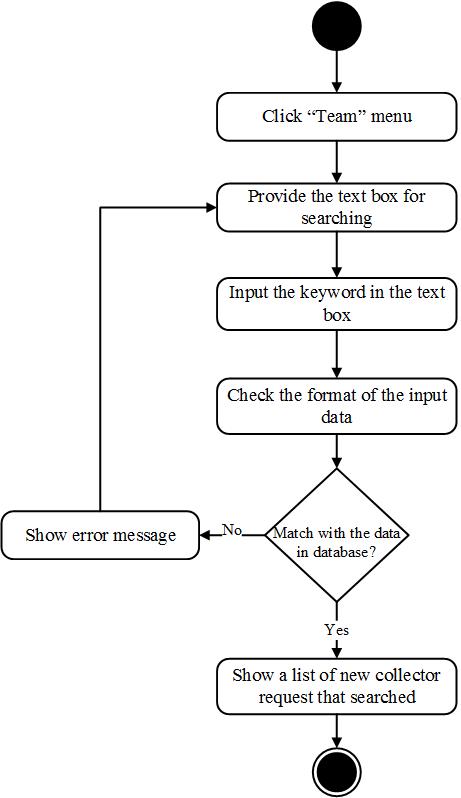 Click “Team” menu
Provide the text box for
searching
Input the keyword in the text
box
Check the format of the input
data
Match with the data
in database?
No
Show error message
Yes
Show a list of new collector
request that searched